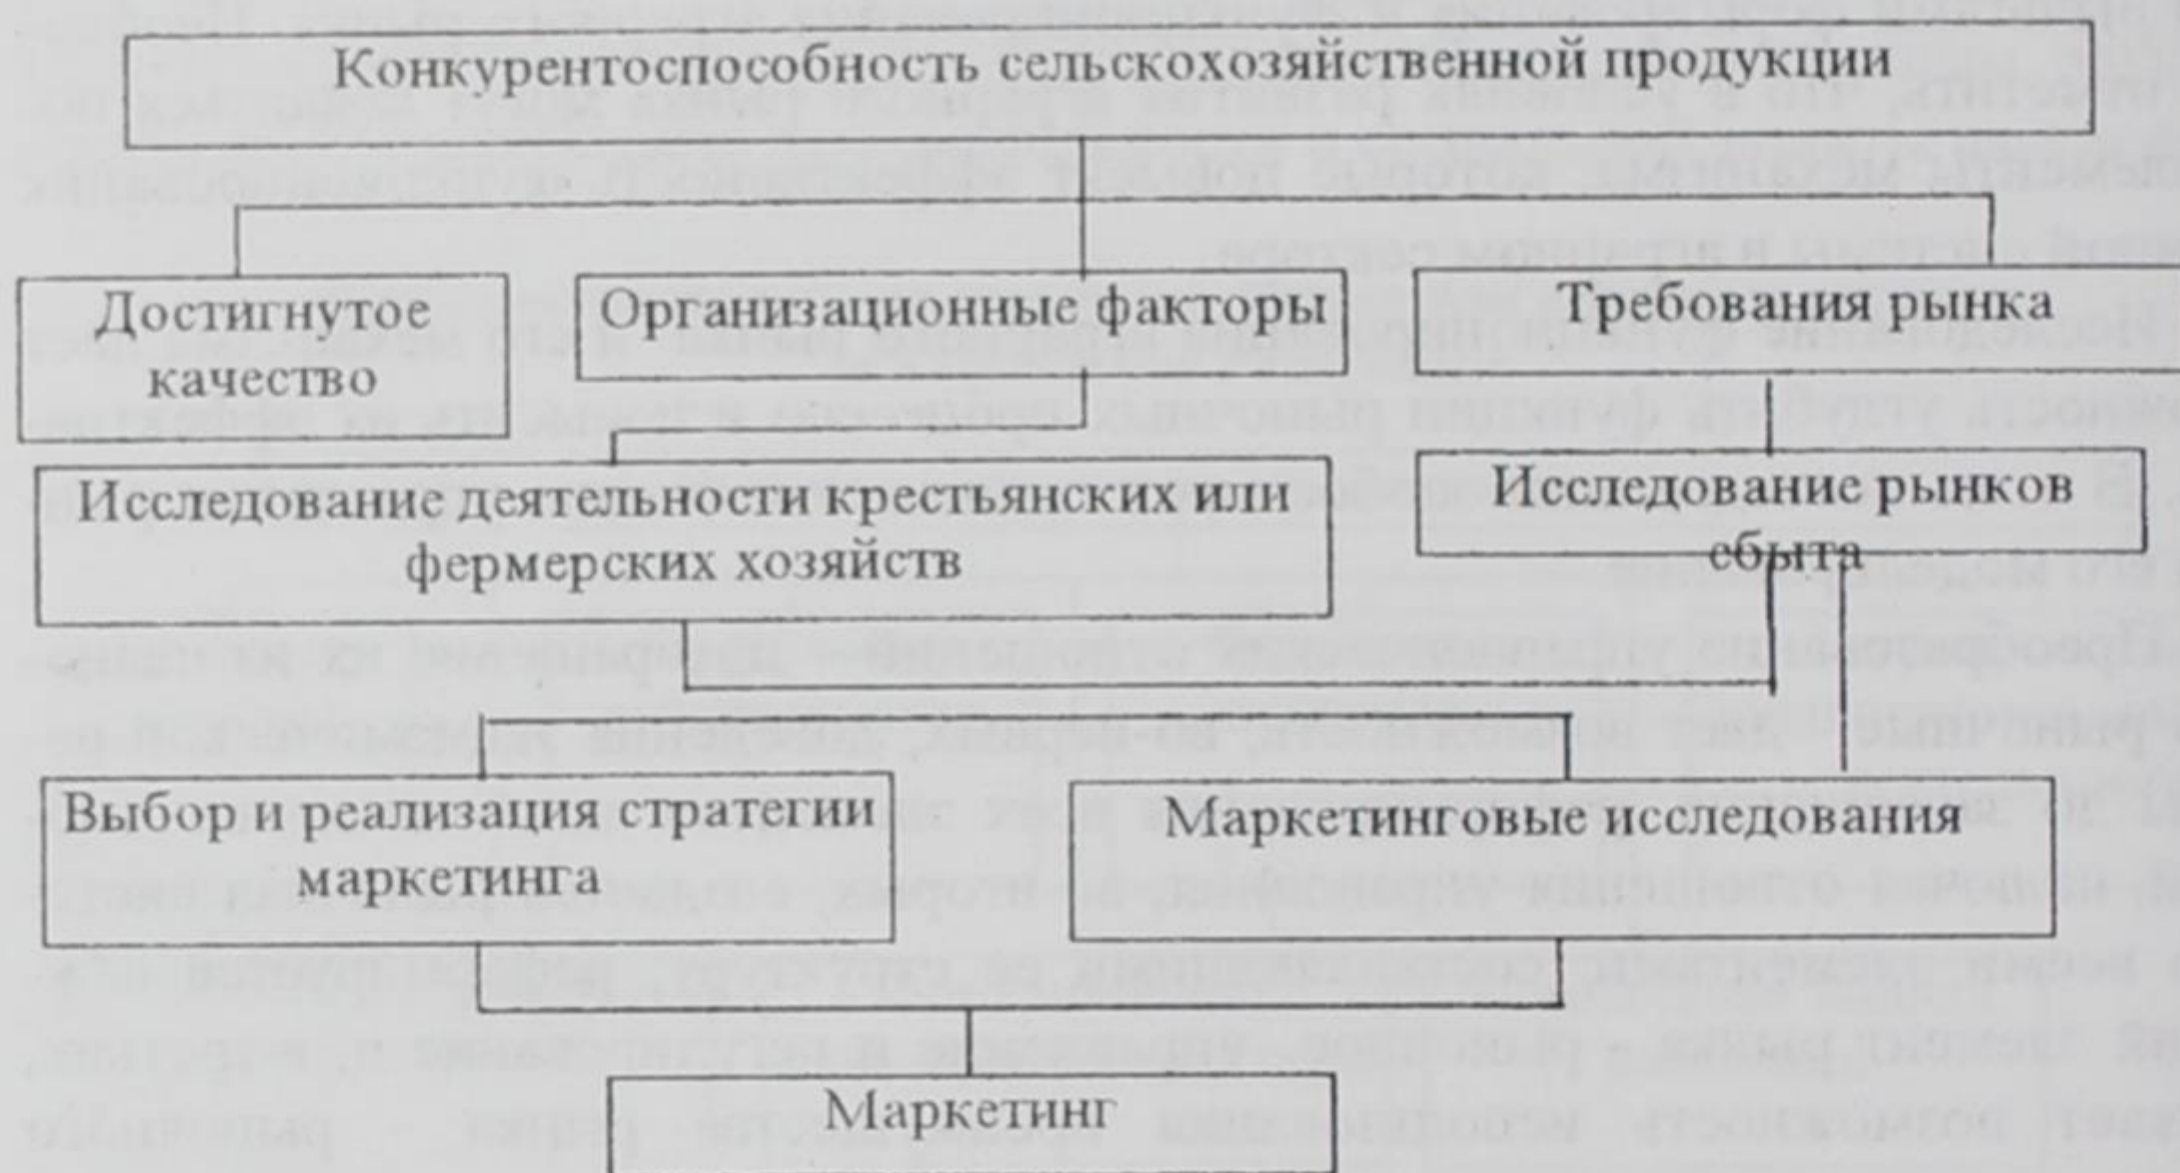 Конкурентоспособность сельскохозяйственной продукции
Достигнутое
качество
Организационные факторы
Требования рынка
Исследование деятельности крестьянских или
фермерских хозяйств
Исследование рынков
сбыта
Выбор и реализация стратегии
маркетинга
Маркетинговые исследования
Маркетинг